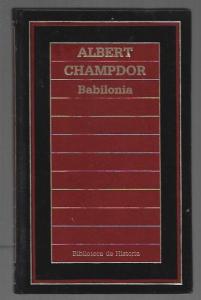 ALBERT
CHAMPDOR
Babilonia
Biblioteca de Historia